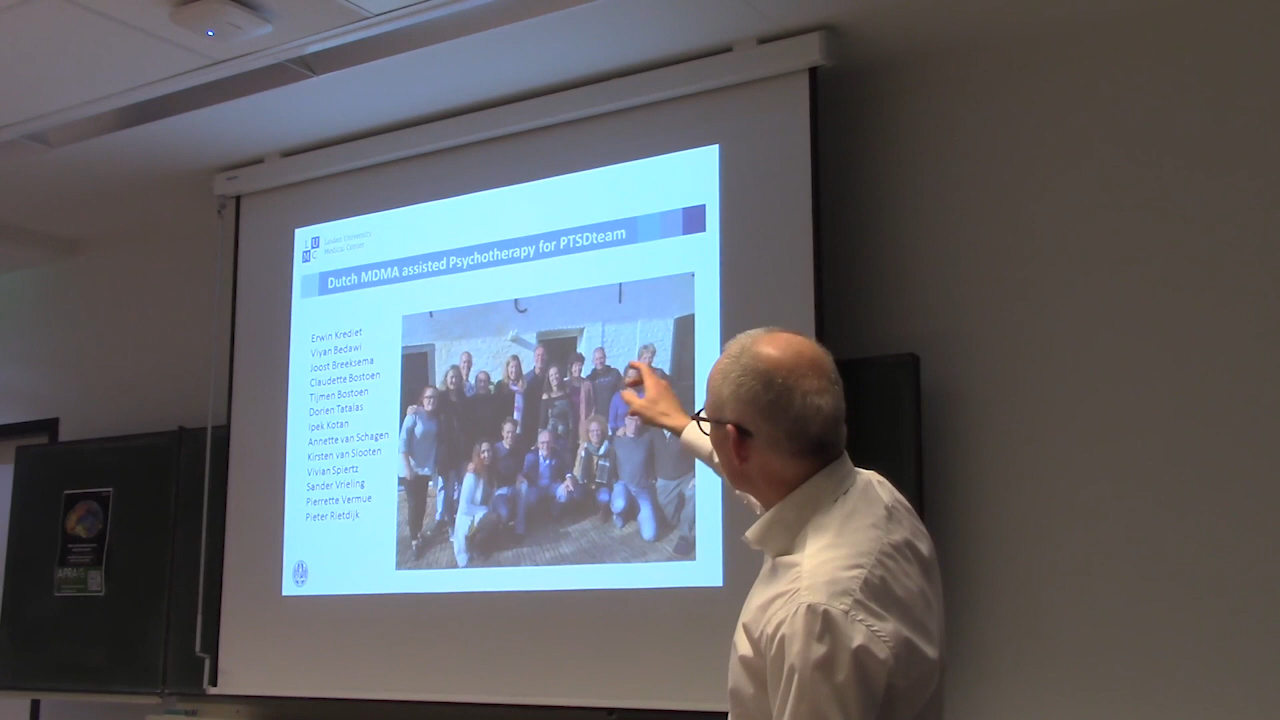 L U
M C
Leiden University
Medical Center
Dutch MDMA assisted Psychotherapy for PTSDteam
Erwin Krediet
Viyan Bedawi
Joost Breeksema
Claudette Bostoen
Tijmen Bostoen
Dorien Tatalas
Ipek Kotan
Annette van Schagen
Kirsten van Slooten
Vivian Spiertz
Sander Vrieling
Pierrette Vermue
Pieter Rietdijk